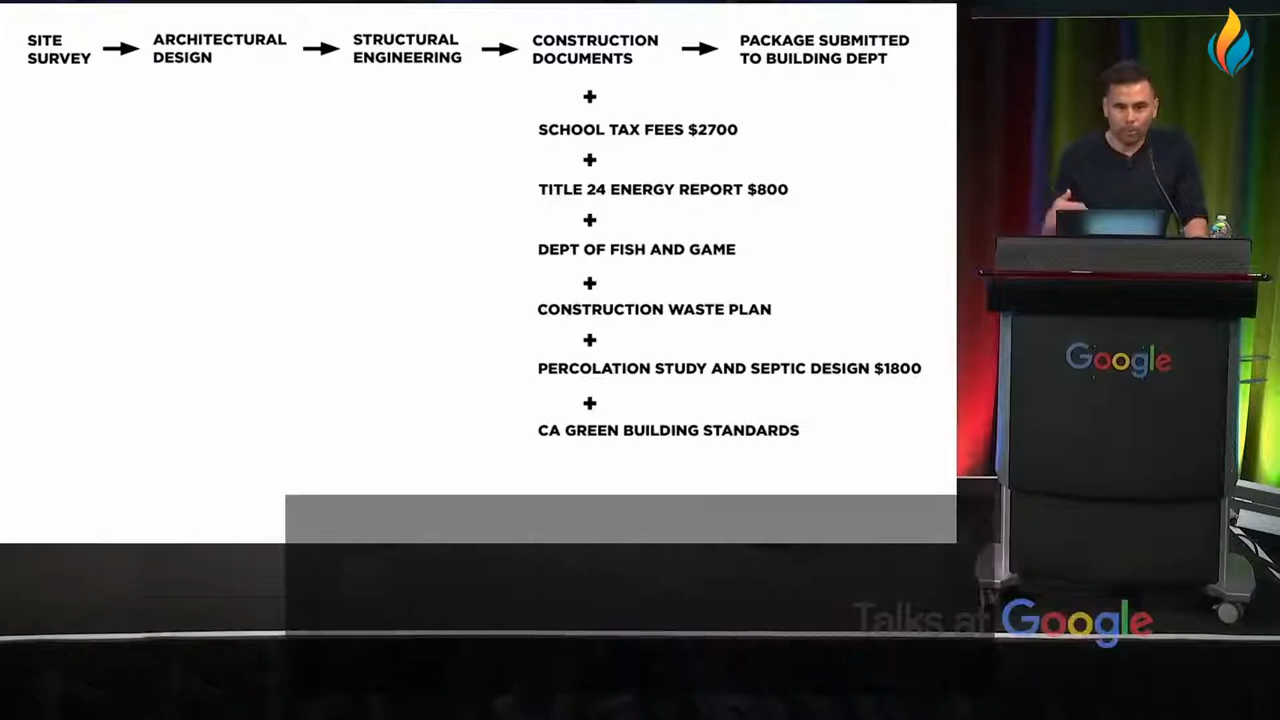 SITE
SURVEY
ARCHITECTURAL
DESIGN
STRUCTURAL
ENGINEERING
CONSTRUCTION
DOCUMENTS
PACKAGE SUBMITTED
TO BUILDING DEPT
+
SCHOOL TAX FEES $2700
+
TITLE 24 ENERGY REPORT $800
+
DEPT OF FISH AND GAME
+
CONSTRUCTION WASTE PLAN
+
PERCOLATION STUDY AND SEPTIC DESIGN $1800
+
CA GREEN BUILDING STANDARDS
Google
Talks at Google